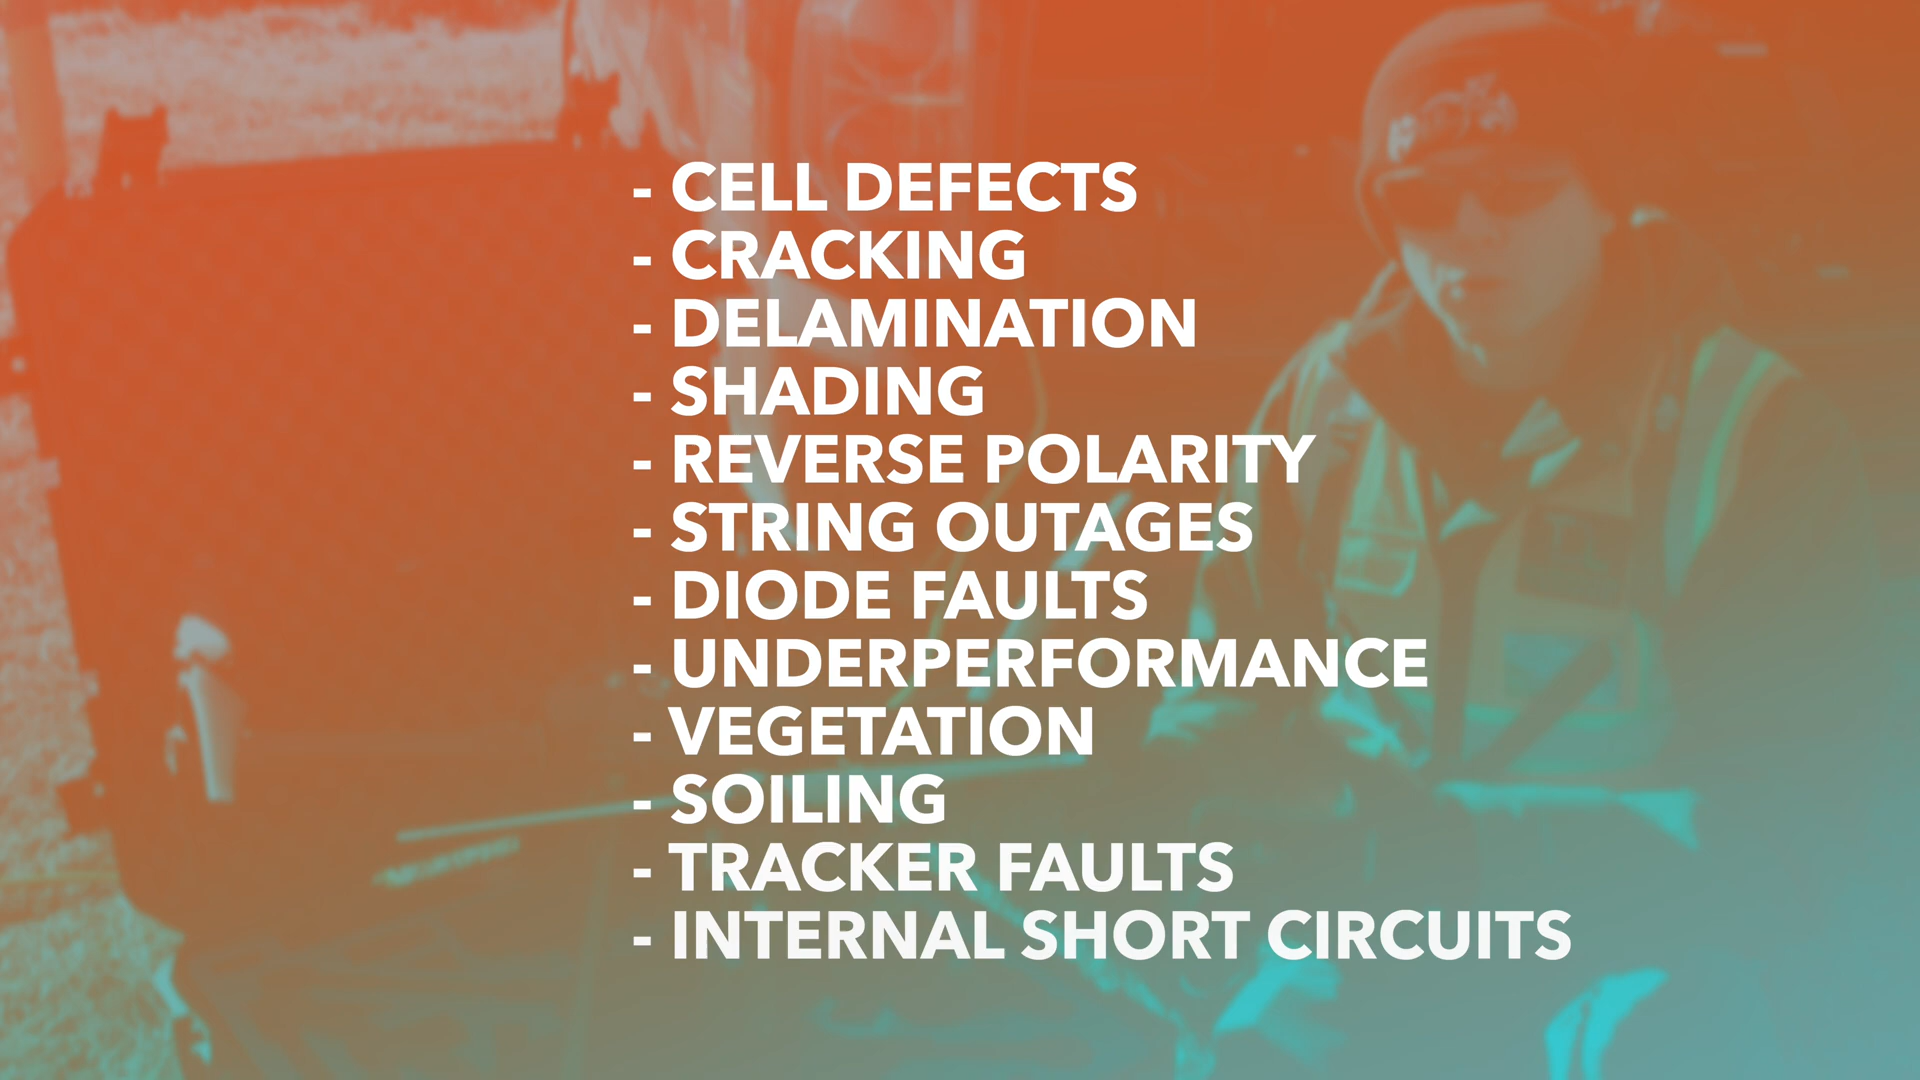 - CELL DEFECTS
- CRACKING
- DELAMINATION
- SHADING
- REVERSE POLARITY
- STRING OUTAGES
- DIODE FAULTS
- UNDERPERFORMANCE
- VEGETATION
- SOILING
- TRACKER FAULTS
- INTERNAL SHORT CIRCUITS